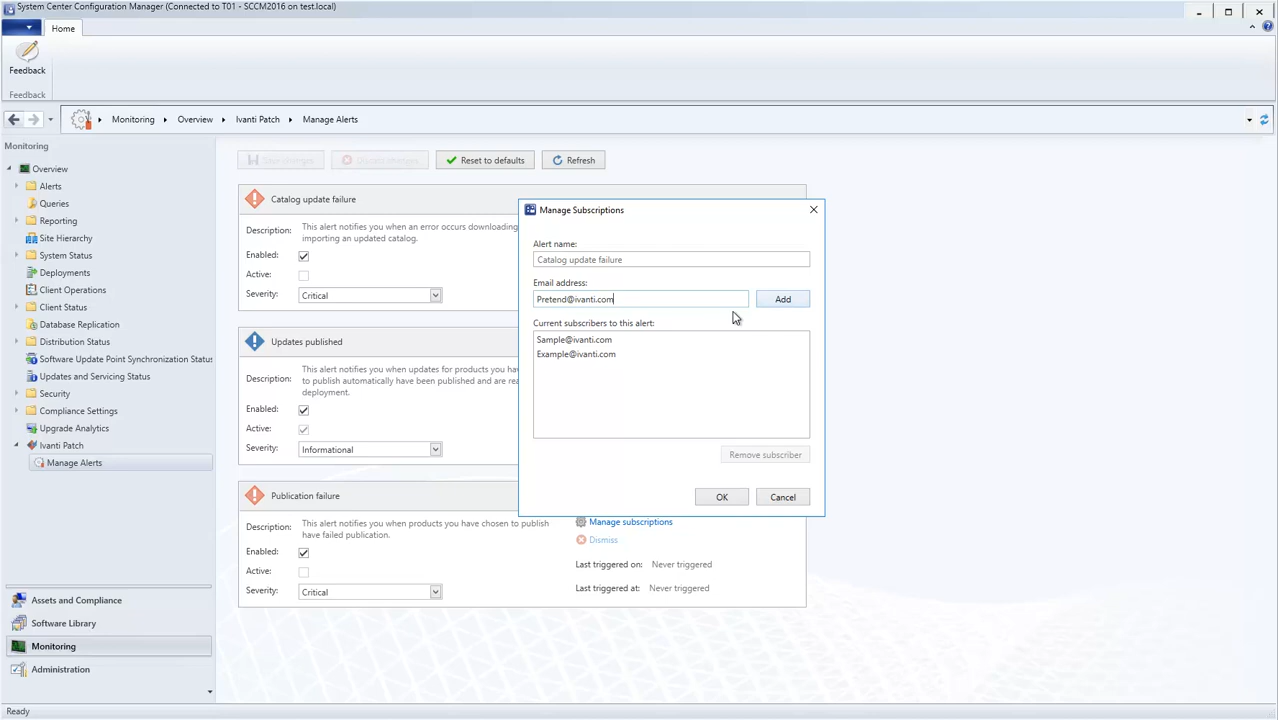 System Center Configuration Manager (Connected to T01 - SCCM2016 on test.local)
Home
Feedback
Feedback
Monitoring
Overview
Ivanti Patch
Manage Alerts
Monitoring
Overview
Alerts
Queries
Reporting
Site Hierarchy
System Status
Deployments
Client Operations
Client Status
Database Replication
Distribution Status
Software Update Point Synchronization Status
Updates and Servicing Status
Security
Compliance Settings
Upgrade Analytics
Ivanti Patch
Manage Alerts
Assets and Compliance
Software Library
Monitoring
Administration
Ready
Save changes
Discard changes
Reset to defaults
Refresh
Catalog update failure
Description: This alert notifies you when an error occurs downloading
importing an updated catalog.
Enabled:
Active:
Severity: Critical
Updates published
Description: This alert notifies you when updates for products you hav
to publish automatically have been published and are rea
deployment.
Enabled:
Active:
Severity: Informational
Publication failure
Description: This alert notifies you when products you have chosen to publish
have failed publication.
Enabled:
Active:
Severity: Critical
Manage subscriptions
Dismiss
Last triggered on: Never triggered
Last triggered at: Never triggered
Manage Subscriptions
Alert name:
Catalog update failure
Email address:
Pretend@ivanti.com
Add
Current subscribers to this alert:
Sample@ivanti.com
Example@ivanti.com
Remove subscriber
OK
Cancel